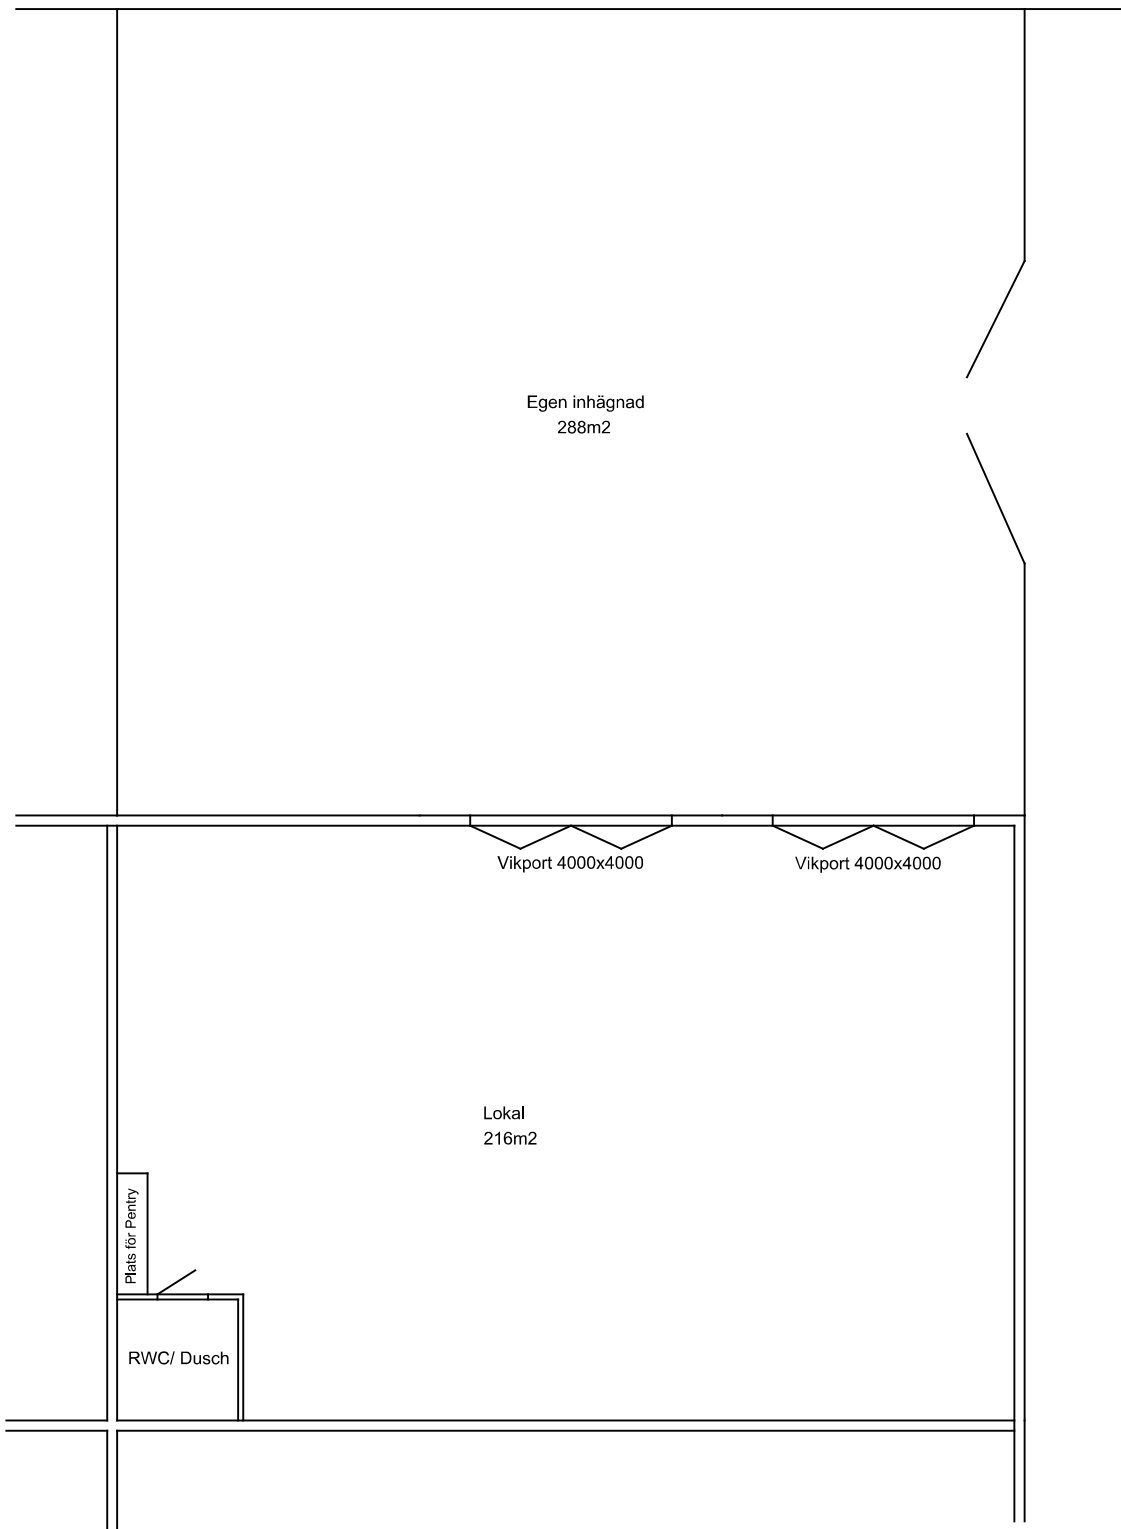 Egen inhägnad
288m2
Vikport 4000x4000
Vikport 4000x4000
Lokal
216m2
Plats för Pentry
RWC/ Dusch